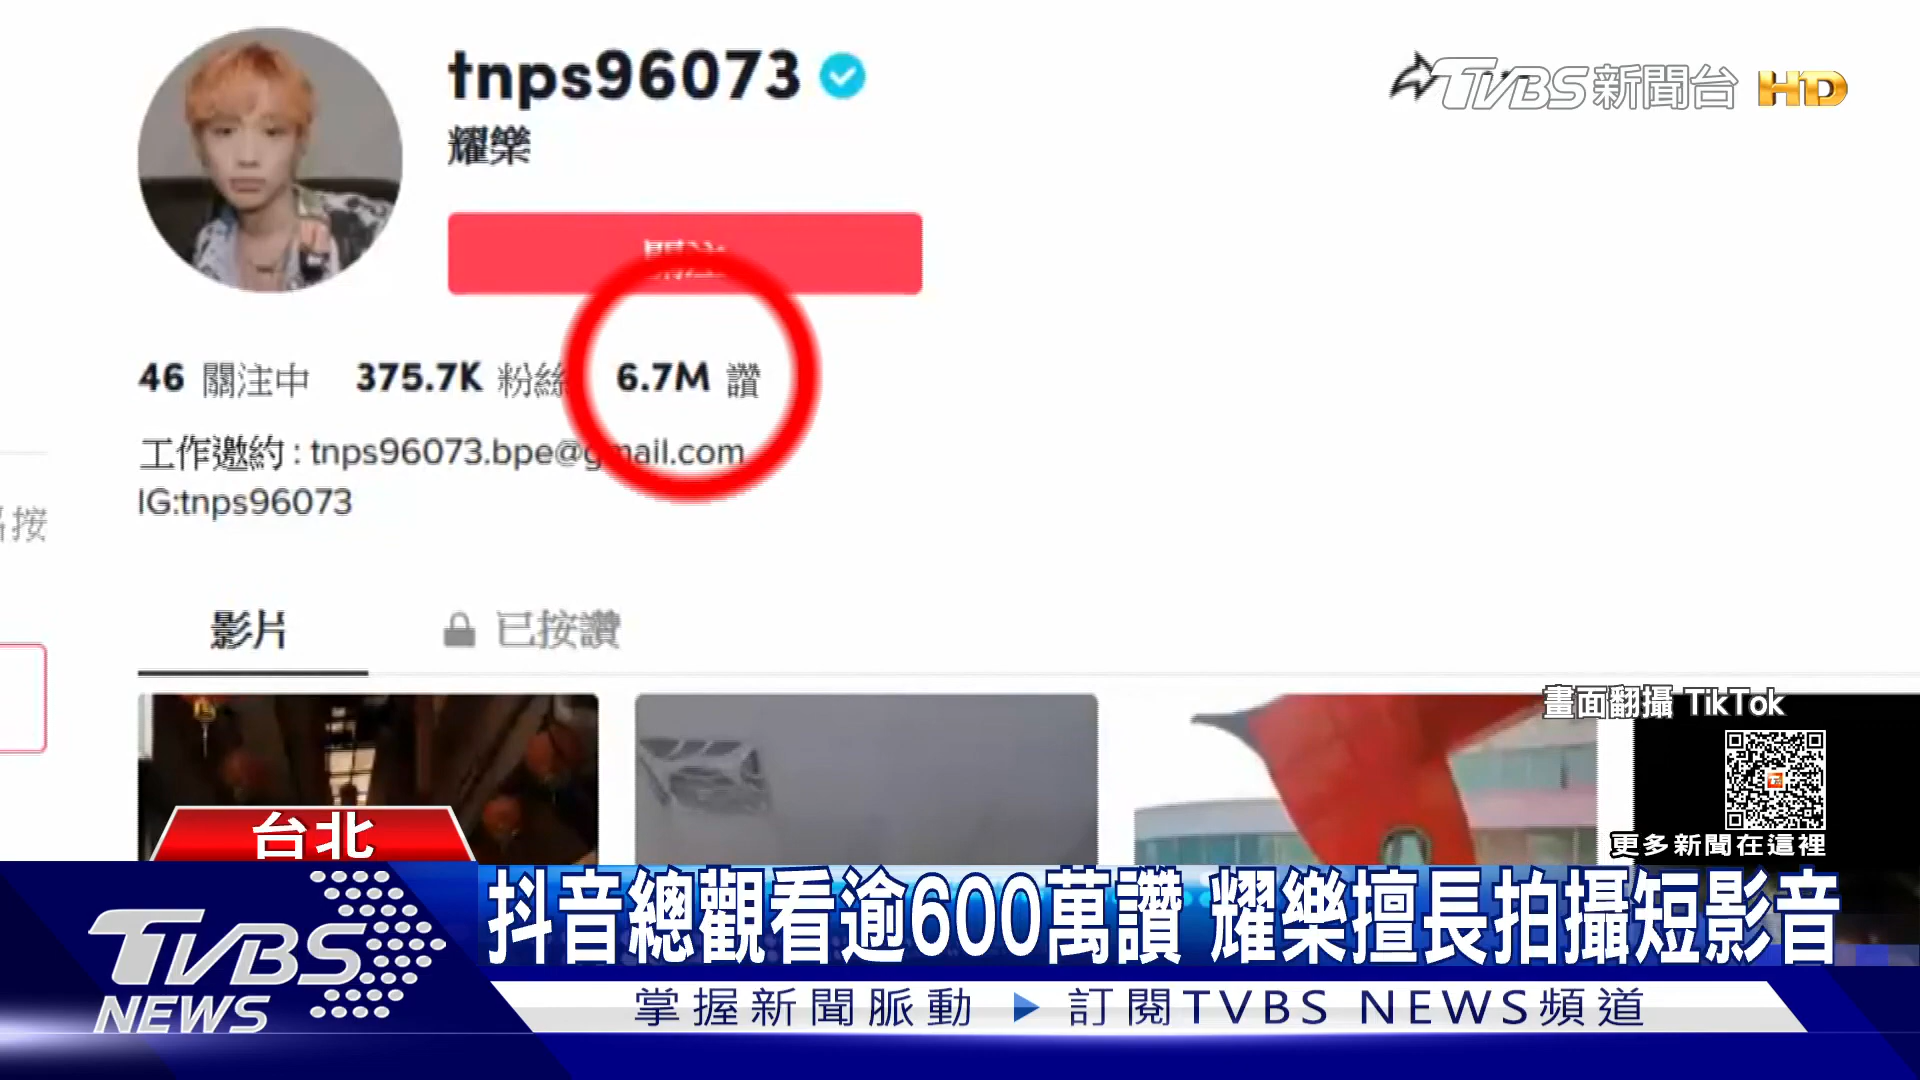 tnps96073
耀樂
TVBS新聞台 HD
關注
46 關注中 375.7K 粉絲 6.7M 讚
工作邀約 : tnps96073.bpe@gmail.com
IG:tnps96073
按
影片 已按讚
畫面翻攝 TikTok
更多新聞在這裡
台北
抖音總觀看逾600萬讚 耀樂擅長拍攝短影音
TVBS NEWS
掌握新聞脈動 ▶ 訂閱TVBS NEWS頻道